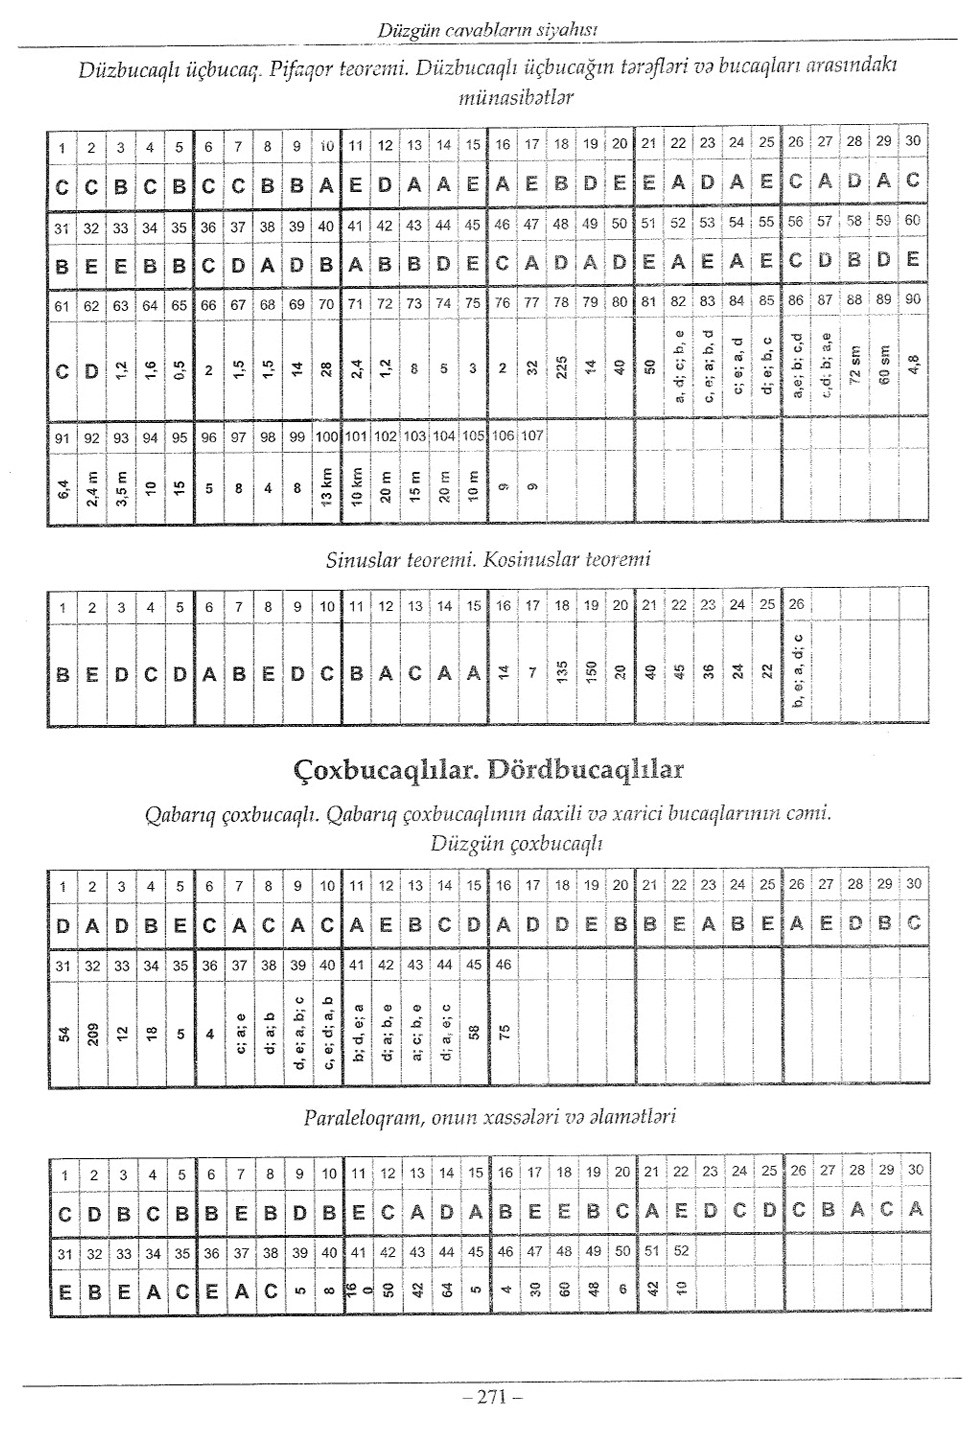 Düzgün cavabların siyahısı
Düzbucaqlı üçbucaq. Pifaqor teoremi. Düzbucaqlı üçbucağın tərəfləri və bucaqları arasındakı
münasibətlər
1 2 3 4 5 6 7 8 9 10 11 12 13 14 15 16 17 18 19 20 21 22 23 24 25 26 27 28 29 30
C C B C B C C B B A E D A A E A E B D E E A D A E C A D A C
31 32 33 34 35 36 37 38 39 40 41 42 43 44 45 46 47 48 49 50 51 52 53 54 55 56 57 58 59 60
B E E B B C D A D B A B B D E C A D A D E A E A E C D B D E
61 62 63 64 65 66 67 68 69 70 71 72 73 74 75 76 77 78 79 80 81 82 83 84 85 86 87 88 89 90
C D 1,2 1,6 0,5 2 1,5 1,5 14 28 2,4 1,2 8 5 3 2 32 225 14 40 50 a, d; c; b, e c, e; a; b, d c; e; a, d d; e; b, c a,e; b; c,d c,d; b; a,e 72 sm 60 sm 4,8
91 92 93 94 95 96 97 98 99 100 101 102 103 104 105 106 107
6,4 2,4 m 3,5 m 10 15 5 8 4 8 13 km 10 km 20 m 15 m 20 m 10 m 9 9
Sinuslar teoremi. Kosinuslar teoremi
1 2 3 4 5 6 7 8 9 10 11 12 13 14 15 16 17 18 19 20 21 22 23 24 25 26
B E D C D A B E D C B A C A A 14 7 135 150 20 40 45 36 24 22 b, e; a, d; c
Çoxbucaqlılar. Dördbucaqlılar
Qabarıq çoxbucaqlı. Qabarıq çoxbucaqlının daxili və xarici bucaqlarının cəmi.
Düzgün çoxbucaqlı
1 2 3 4 5 6 7 8 9 10 11 12 13 14 15 16 17 18 19 20 21 22 23 24 25 26 27 28 29 30
D A D B E C A C A C A E B C D A D D E B B E A B E A E D B C
31 32 33 34 35 36 37 38 39 40 41 42 43 44 45 46
54 209 12 18 5 4 c; a; e d; a; b d, e; a, b; c c, e; d; a, b b; d, e; a d; a; b, e a; c; b, e d; a, e; c 58 75
Paraleloqram, onun xassələri və əlamətləri
1 2 3 4 5 6 7 8 9 10 11 12 13 14 15 16 17 18 19 20 21 22 23 24 25 26 27 28 29 30
C D B C B B E B D B E C A D A B E E B C A E D C D C B A C A
31 32 33 34 35 36 37 38 39 40 41 42 43 44 45 46 47 48 49 50 51 52
E B E A C E A C 5 8 160 50 42 64 5 4 30 60 48 6 42 10
– 271 –